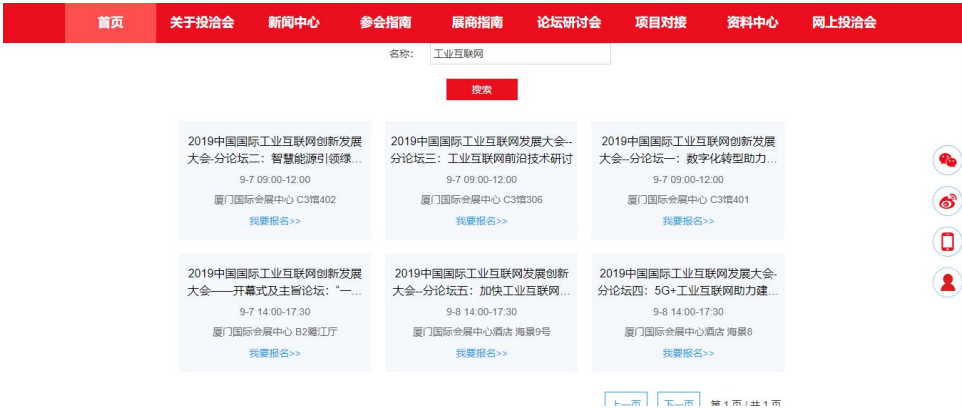 首页 关于投洽会 新闻中心 参会指南 展商指南 论坛研讨会 项目对接 资料中心 网上投洽会
名称： 工业互联网
搜索
2019中国国际工业互联网创新发展
大会-分论坛二：智慧能源引领绿...
9-7 09:00-12:00
厦门国际会展中心 C3馆402
我要报名>>
2019中国国际工业互联网发展大会--
分论坛三：工业互联网前沿技术研讨
9-7 09:00-12:00
厦门国际会展中心 C3馆306
我要报名>>
2019中国国际工业互联网创新发展
大会--分论坛一：数字化转型助力...
9-7 09:00-12:00
厦门国际会展中心 C3馆401
我要报名>>
2019中国国际工业互联网创新发展
大会——开幕式及主旨论坛：“一...
9-7 14:00-17:30
厦门国际会展中心 B2鹭江厅
我要报名>>
2019中国国际工业互联网发展创新
大会--分论坛五：加快工业互联网...
9-8 14:00-17:30
厦门国际会展中心酒店 海景9号
我要报名>>
2019中国国际工业互联网发展大会-
分论坛四：5G+工业互联网助力建...
9-8 14:00-17:30
厦门国际会展中心酒店 海景8
我要报名>>
上一页 下一页 第 1 页 / 共 1 页